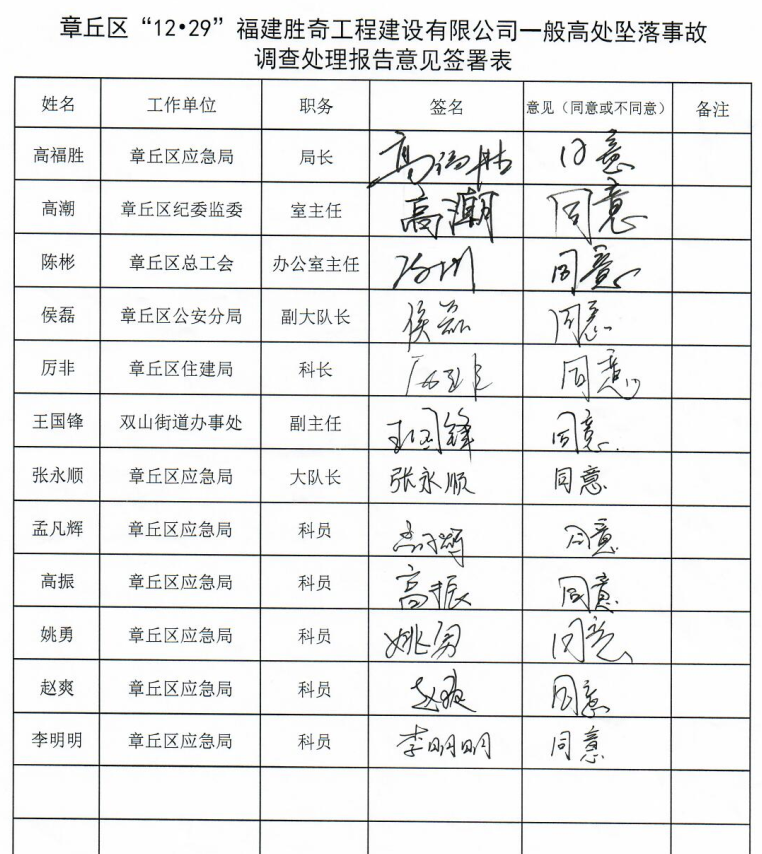 章丘区“12•29”福建胜奇工程建设有限公司一般高处坠落事故
调查处理报告意见签署表
姓名 工作单位 职务 签名 意见（同意或不同意） 备注
高福胜 章丘区应急局 局长 高福胜 同意
高潮 章丘区纪委监委 室主任 高潮 同意
陈彬 章丘区总工会 办公室主任 同意
侯磊 章丘区公安分局 副大队长 侯磊 同意
厉非 章丘区住建局 科长 厉非 同意
王国锋 双山街道办事处 副主任 王国锋 同意
张永顺 章丘区应急局 大队长 张永顺 同意
孟凡辉 章丘区应急局 科员 同意
高振 章丘区应急局 科员 高振 同意
姚勇 章丘区应急局 科员 姚勇 同意
赵爽 章丘区应急局 科员 赵爽 同意
李明明 章丘区应急局 科员 李明明 同意